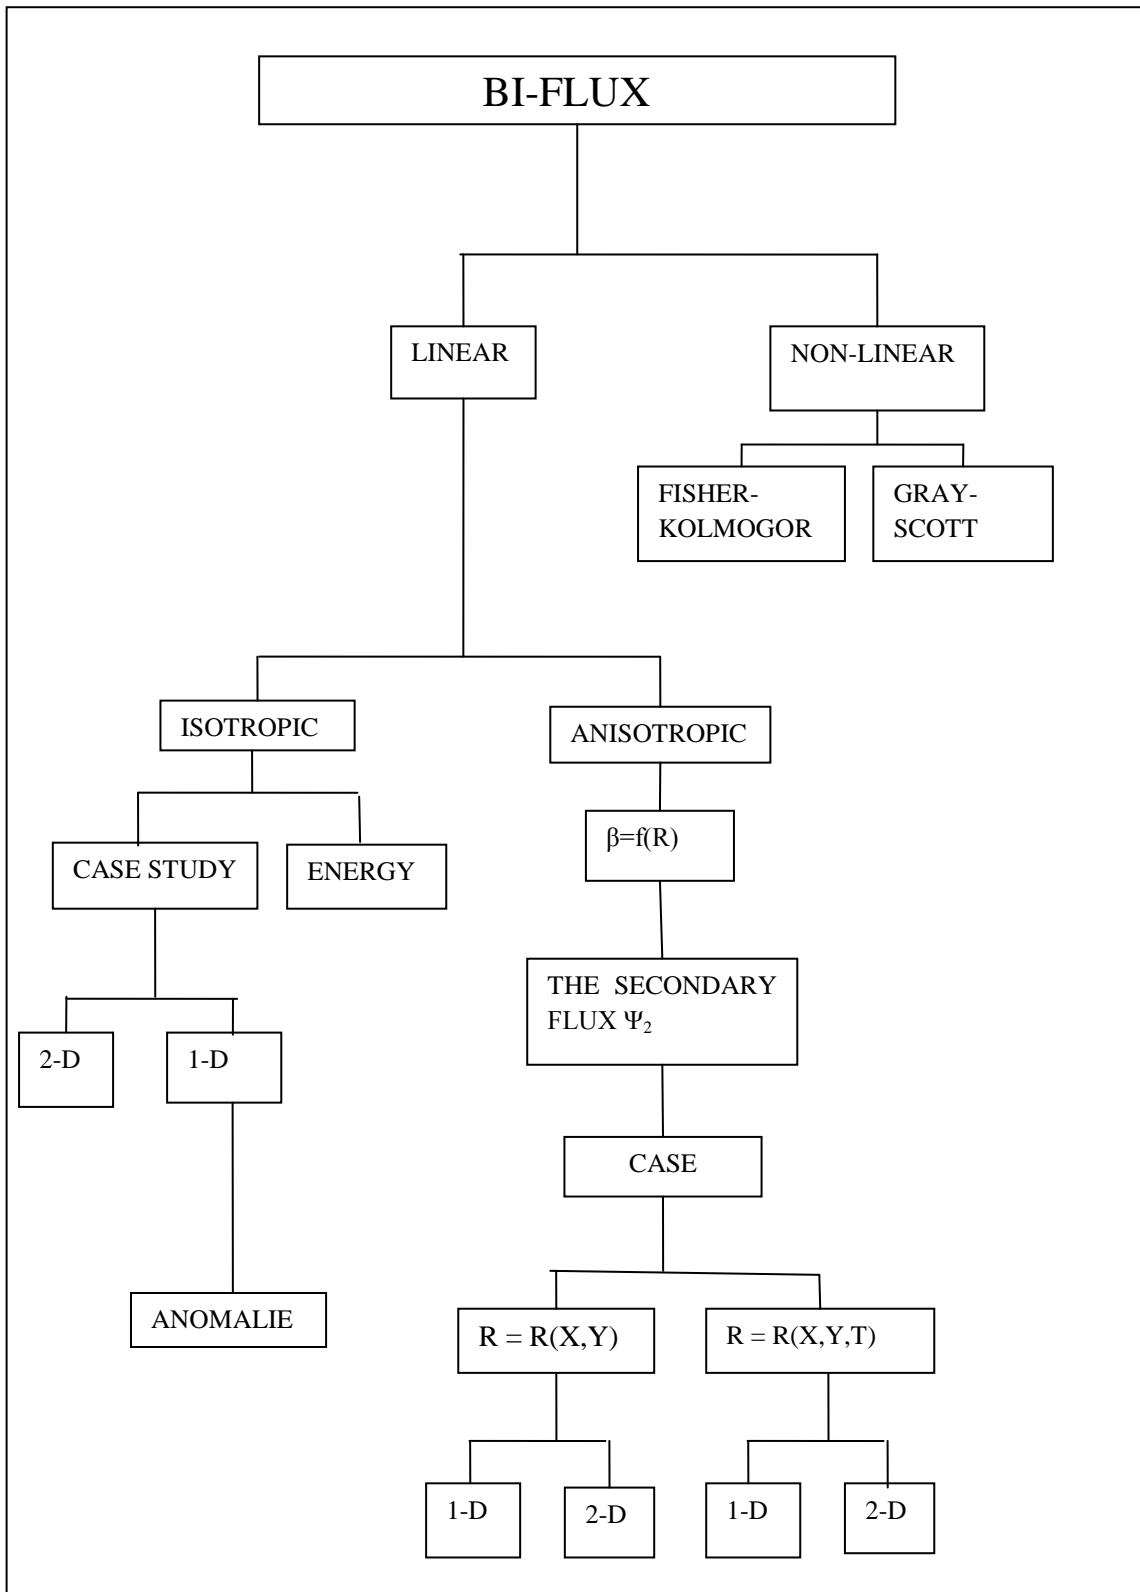 BI-FLUX
LINEAR
NON-LINEAR
FISHER-
KOLMOGOR
GRAY-
SCOTT
ISOTROPIC
ANISOTROPIC
β=f(R)
CASE STUDY
ENERGY
THE SECONDARY
FLUX Ψ₂
2-D
1-D
CASE
ANOMALIE
R = R(X,Y)
R = R(X,Y,T)
1-D
2-D
1-D
2-D